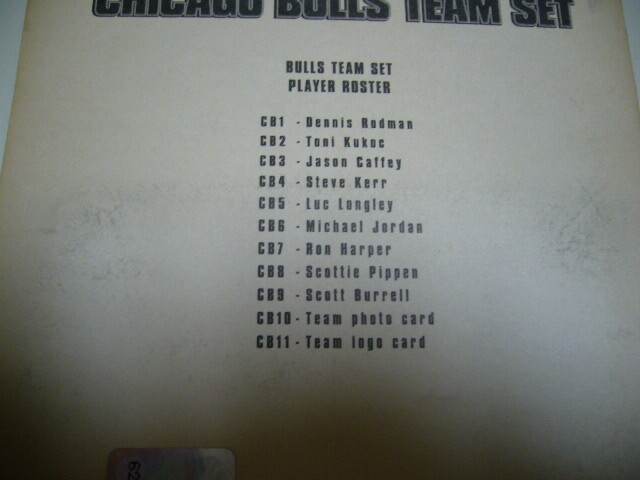 CHICAGO BULLS TEAM SET
BULLS TEAM SET
PLAYER ROSTER
CB1 - Dennis Rodman
CB2 - Toni Kukoc
CB3 - Jason Caffey
CB4 - Steve Kerr
CB5 - Luc Longley
CB6 - Michael Jordan
CB7 - Ron Harper
CB8 - Scottie Pippen
CB9 - Scott Burrell
CB10 - Team photo card
CB11 - Team logo card